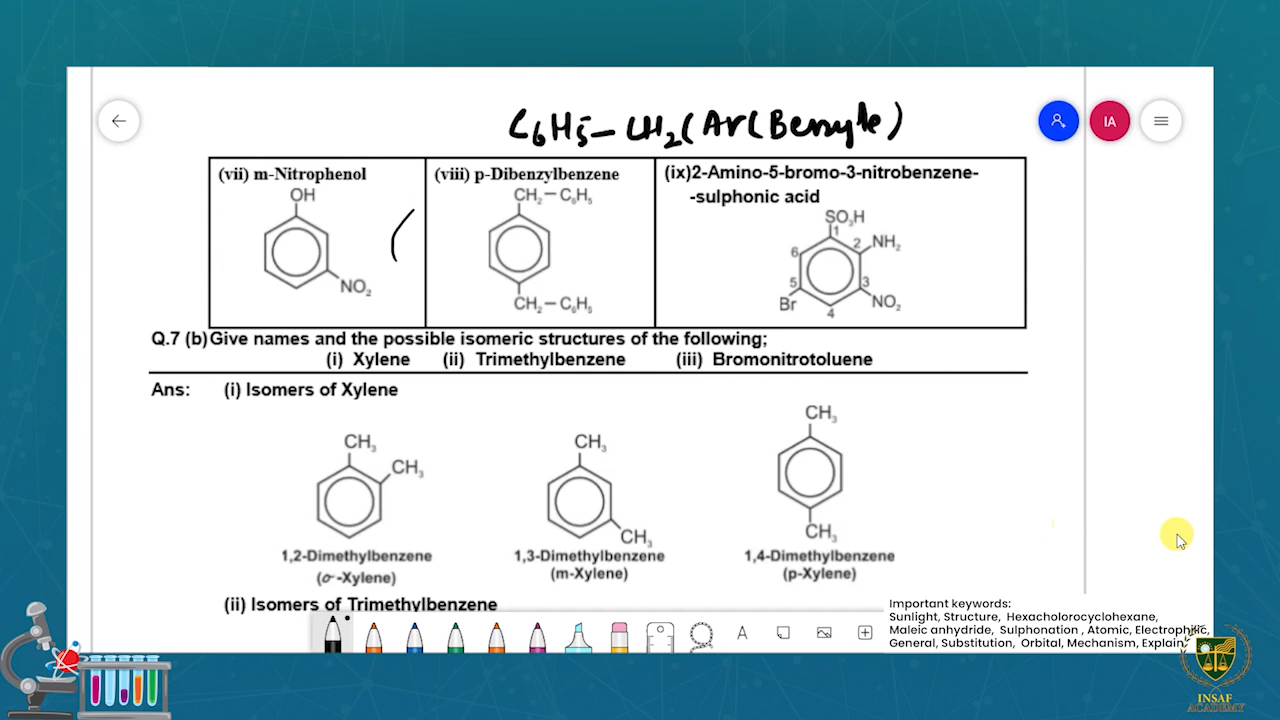 C₆H₅–CH₂(Ar(Benzyle)
IA
(vii) m-Nitrophenol
OH
NO₂
(viii) p-Dibenzylbenzene
CH₂–C₆H₅
CH₂–C₆H₅
(ix)2-Amino-5-bromo-3-nitrobenzene-
-sulphonic acid
SO₃H
1
2
NH₂
6
5
3
Br
NO₂
4
Q.7 (b)Give names and the possible isomeric structures of the following;
(i) Xylene (ii) Trimethylbenzene (iii) Bromonitrotoluene
Ans: (i) Isomers of Xylene
CH₃
CH₃
1,2-Dimethylbenzene
(o-Xylene)
CH₃
CH₃
1,3-Dimethylbenzene
(m-Xylene)
CH₃
CH₃
1,4-Dimethylbenzene
(p-Xylene)
(ii) Isomers of Trimethylbenzene
A
Important keywords:
Sunlight, Structure, Hexacholorocyclohexane,
Maleic anhydride, Sulphonation , Atomic, Electrophilic,
General, Substitution, Orbital, Mechanism, Explain
INSAF
ACADEMY